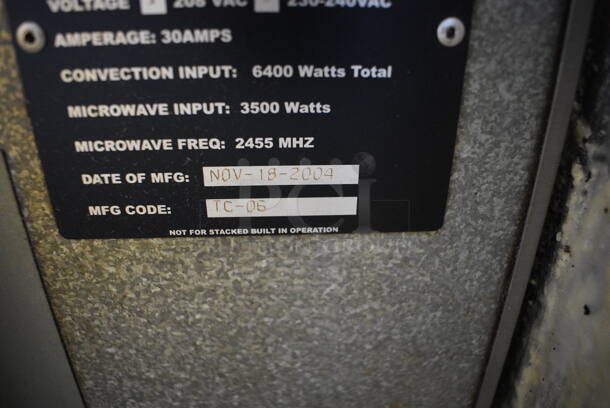 VOLTAGE 208 VAC 230-240VAC
AMPERAGE: 30AMPS
CONVECTION INPUT: 6400 Watts Total
MICROWAVE INPUT: 3500 Watts
MICROWAVE FREQ: 2455 MHZ
DATE OF MFG: NOV-18-2004
MFG CODE: TC-06
NOT FOR STACKED BUILT IN OPERATION